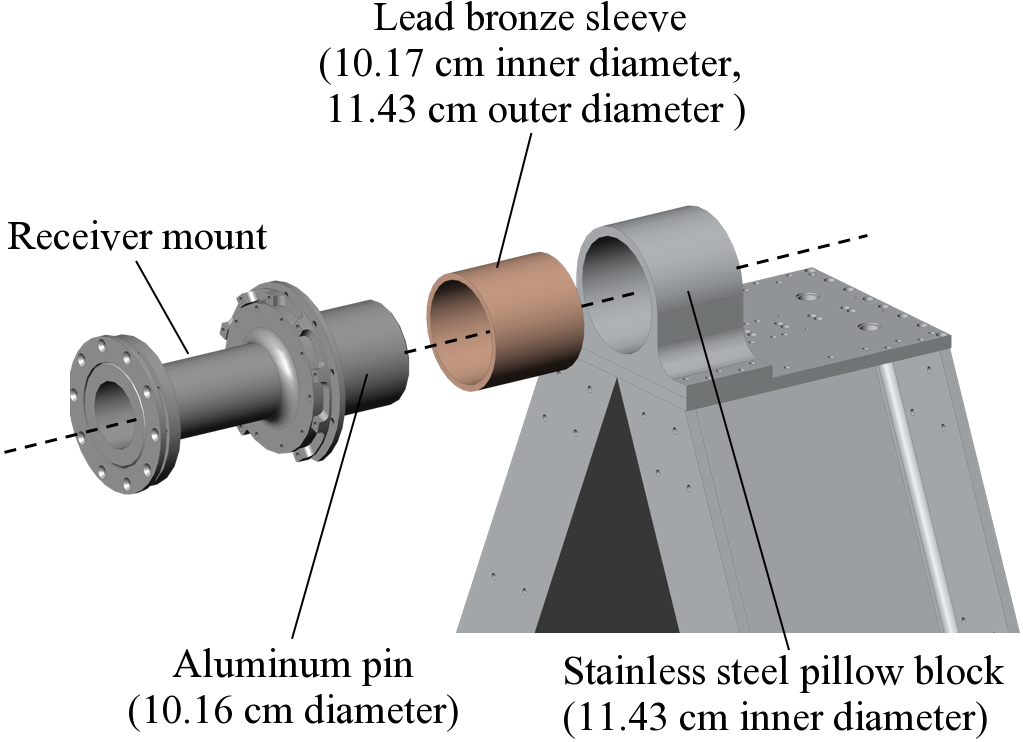 Lead bronze sleeve
(10.17 cm inner diameter,
11.43 cm outer diameter )
Receiver mount
Aluminum pin
(10.16 cm diameter)
Stainless steel pillow block
(11.43 cm inner diameter)